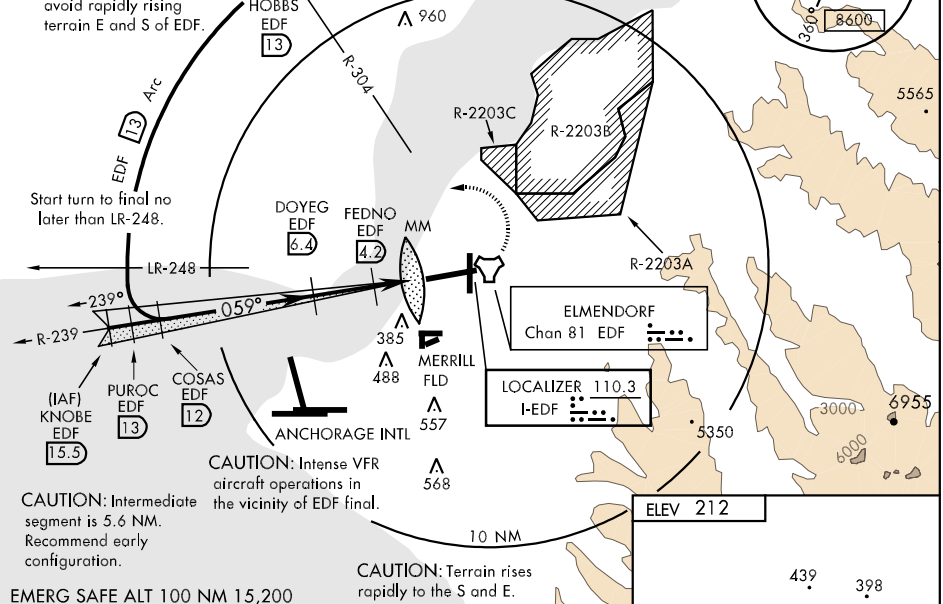 avoid rapidly rising
terrain E and S of EDF.
HOBBS
EDF
13
960
360°
8600
5565
R-304
EDF 13 Arc
R-2203C
R-2203B
R-2203A
Start turn to final no
later than LR-248.
DOYEG
EDF
6.4
FEDNO
EDF
4.2
MM
LR-248
239°
059°
R-239
ELMENDORF
Chan 81 EDF
LOCALIZER 110.3
I-EDF
385
488
MERRILL
FLD
557
568
(IAF)
KNOBE
EDF
15.5
PUROC
EDF
13
COSAS
EDF
12
ANCHORAGE INTL
5350
3000
6955
6000
CAUTION: Intense VFR
aircraft operations in
the vicinity of EDF final.
CAUTION: Intermediate
segment is 5.6 NM.
Recommend early
configuration.
10 NM
ELEV 212
439
398
CAUTION: Terrain rises
rapidly to the S and E.
EMERG SAFE ALT 100 NM 15,200